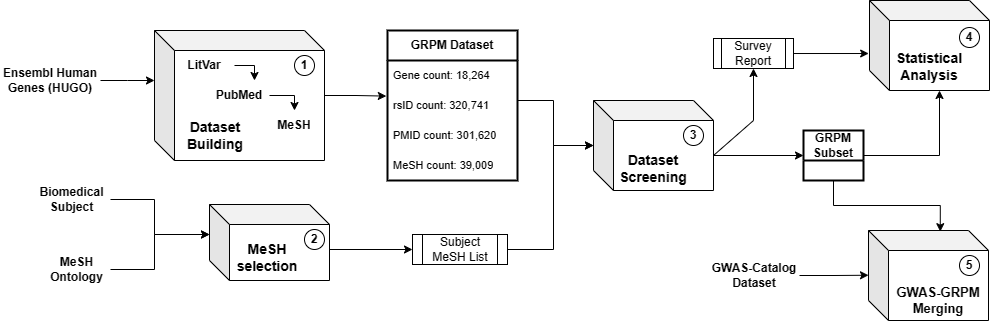 Ensembl Human
Genes (HUGO)
LitVar
PubMed
MeSH
1
Dataset
Building
GRPM Dataset
Gene count: 18,264
rsID count: 320,741
PMID count: 301,620
MeSH count: 39,009
Biomedical
Subject
MeSH
Ontology
2
MeSH
selection
Subject
MeSH List
3
Dataset
Screening
Survey
Report
4
Statistical
Analysis
GRPM
Subset
GWAS-Catalog
Dataset
5
GWAS-GRPM
Merging